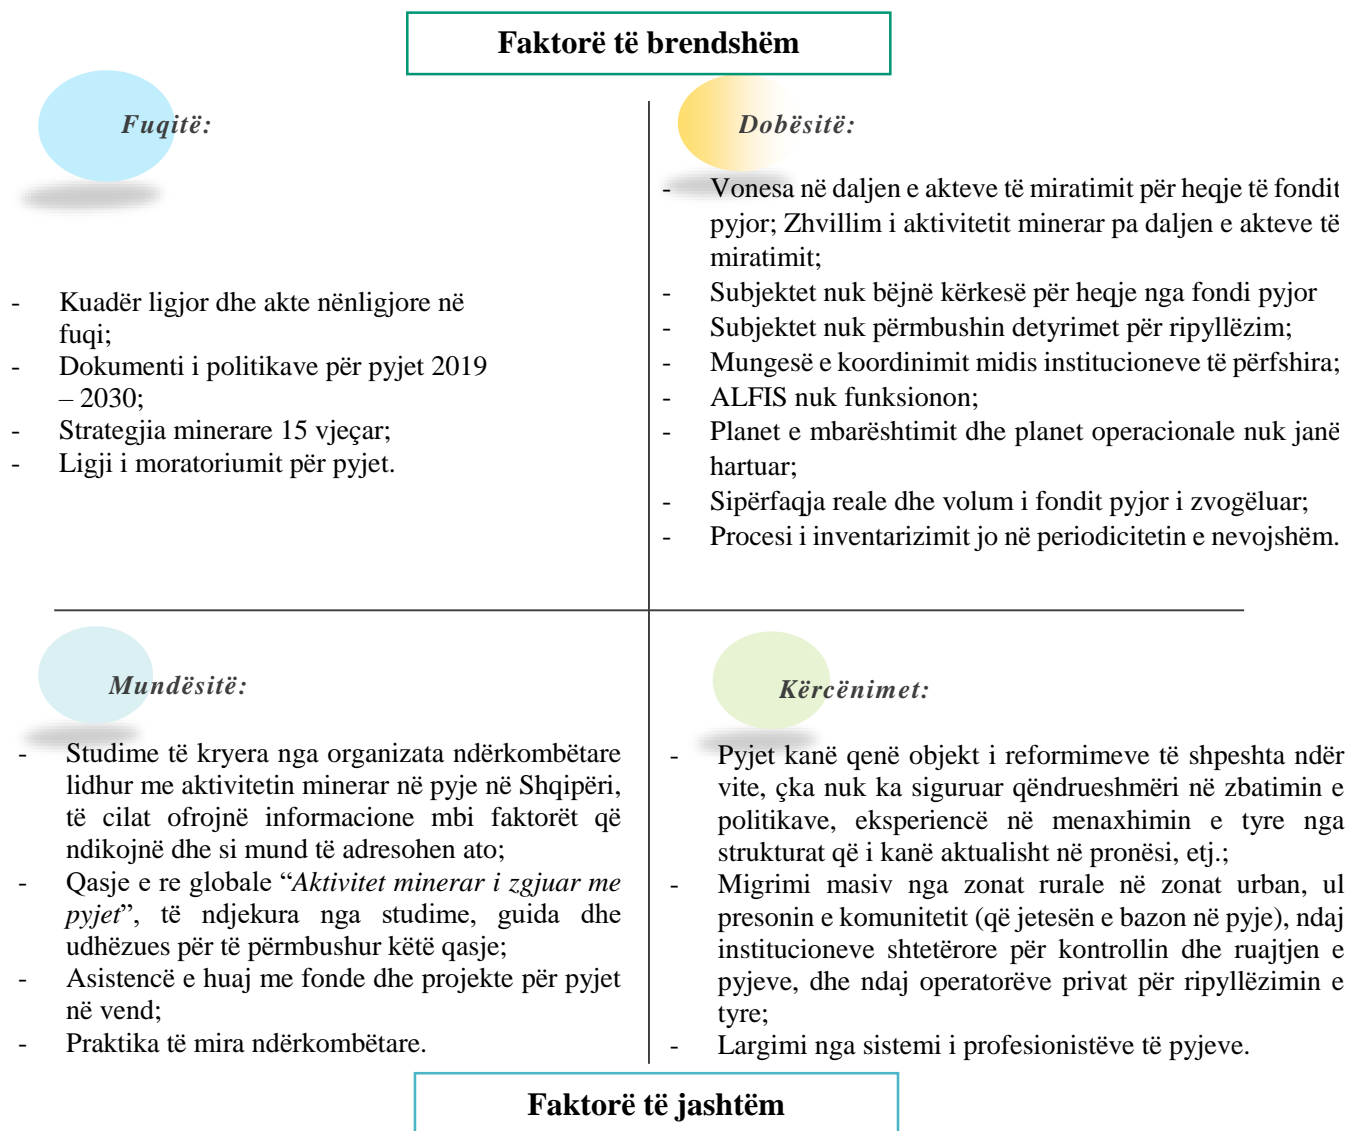 Faktorë të brendshëm
Fuqitë:
- Kuadër ligjor dhe akte nënligjore në
fuqi;
- Dokumenti i politikave për pyjet 2019
– 2030;
- Strategjia minerare 15 vjeçar;
- Ligji i moratoriumit për pyjet.
Dobësitë:
- Vonesa në daljen e akteve të miratimit për heqje të fondit
pyjor; Zhvillim i aktivitetit minerar pa daljen e akteve të
miratimit;
- Subjektet nuk bëjnë kërkesë për heqje nga fondi pyjor
- Subjektet nuk përmbushin detyrimet për ripyllëzim;
- Mungesë e koordinimit midis institucioneve të përfshira;
- ALFIS nuk funksionon;
- Planet e mbarështimit dhe planet operacionale nuk janë
hartuar;
- Sipërfaqja reale dhe volum i fondit pyjor i zvogëluar;
- Procesi i inventarizimit jo në periodicitetin e nevojshëm.
Mundësitë:
- Studime të kryera nga organizata ndërkombëtare
lidhur me aktivitetin minerar në pyje në Shqipëri,
të cilat ofrojnë informacione mbi faktorët që
ndikojnë dhe si mund të adresohen ato;
- Qasje e re globale “Aktivitet minerar i zgjuar me
pyjet”, të ndjekura nga studime, guida dhe
udhëzues për të përmbushur këtë qasje;
- Asistencë e huaj me fonde dhe projekte për pyjet
në vend;
- Praktika të mira ndërkombëtare.
Kërcënimet:
- Pyjet kanë qenë objekt i reformimeve të shpeshta ndër
vite, çka nuk ka siguruar qëndrueshmëri në zbatimin e
politikave, eksperiencë në menaxhimin e tyre nga
strukturat që i kanë aktualisht në pronësi, etj.;
- Migrimi masiv nga zonat rurale në zonat urban, ul
presonin e komunitetit (që jetesën e bazon në pyje), ndaj
institucioneve shtetërore për kontrollin dhe ruajtjen e
pyjeve, dhe ndaj operatorëve privat për ripyllëzimin e
tyre;
- Largimi nga sistemi i profesionistëve të pyjeve.
Faktorë të jashtëm